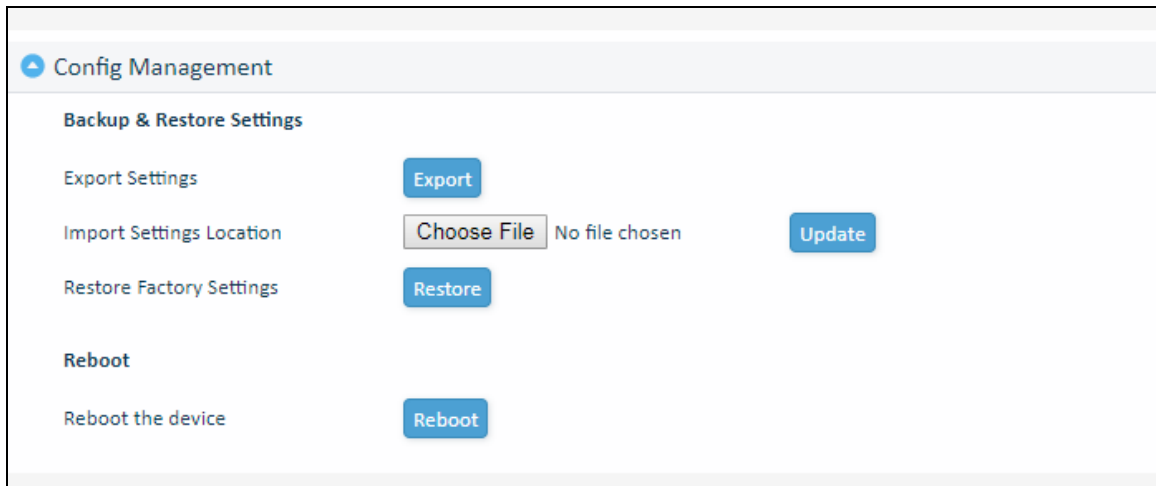 Config Management
Backup & Restore Settings
Export Settings Export
Import Settings Location Choose File No file chosen Update
Restore Factory Settings Restore
Reboot
Reboot the device Reboot